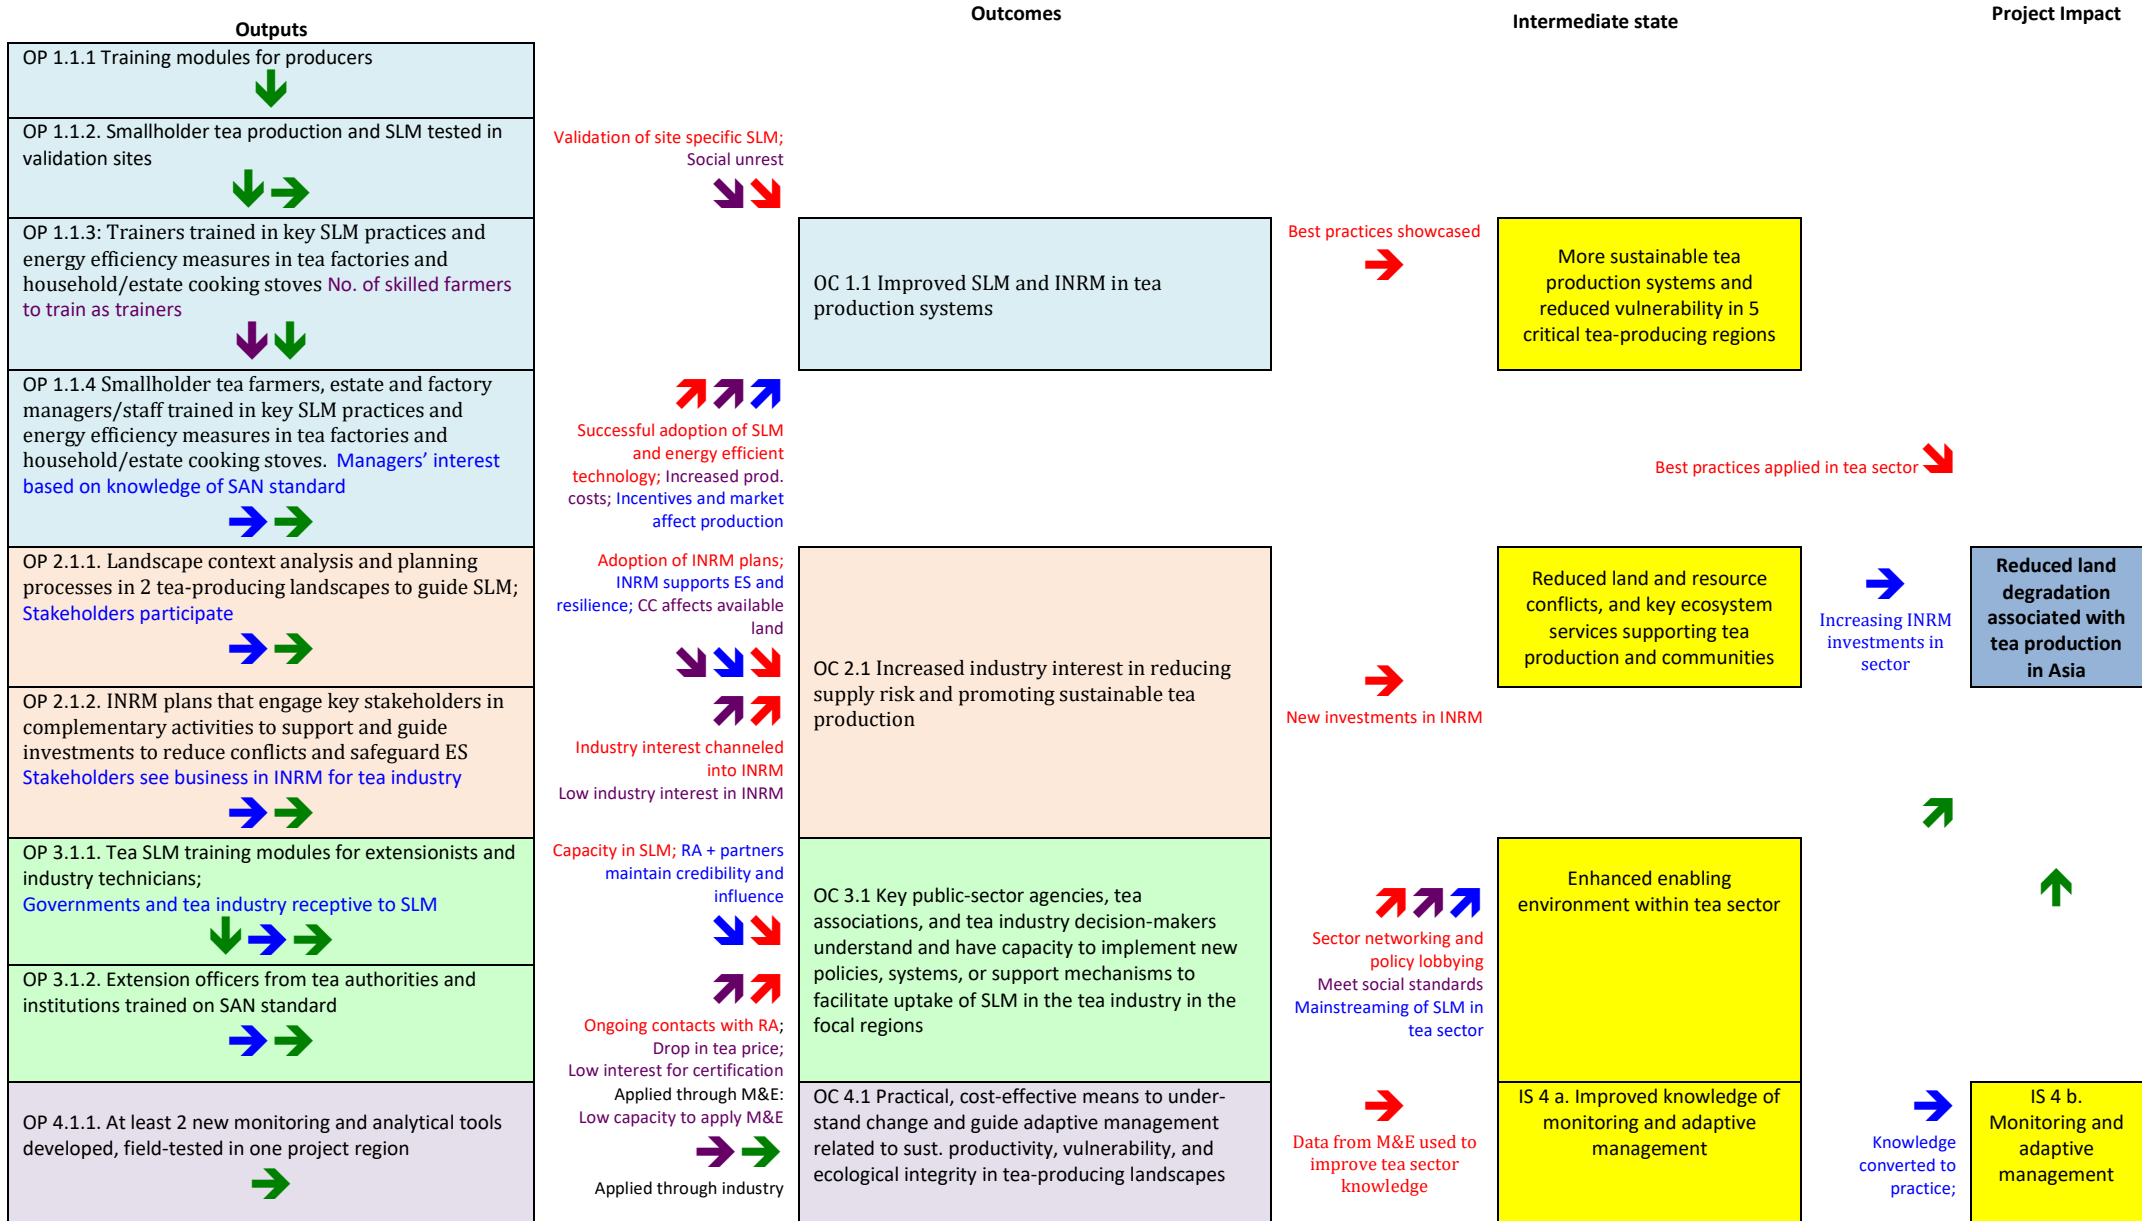 Outputs
Outcomes
Intermediate state
Project Impact
OP 1.1.1 Training modules for producers
OP 1.1.2. Smallholder tea production and SLM tested in
validation sites
OP 1.1.3: Trainers trained in key SLM practices and
energy efficiency measures in tea factories and
household/estate cooking stoves No. of skilled farmers
to train as trainers
OP 1.1.4 Smallholder tea farmers, estate and factory
managers/staff trained in key SLM practices and
energy efficiency measures in tea factories and
household/estate cooking stoves. Managers' interest
based on knowledge of SAN standard
OP 2.1.1. Landscape context analysis and planning
processes in 2 tea-producing landscapes to guide SLM;
Stakeholders participate
OP 2.1.2. INRM plans that engage key stakeholders in
complementary activities to support and guide
investments to reduce conflicts and safeguard ES
Stakeholders see business in INRM for tea industry
OP 3.1.1. Tea SLM training modules for extensionists and
industry technicians;
Governments and tea industry receptive to SLM
OP 3.1.2. Extension officers from tea authorities and
institutions trained on SAN standard
OP 4.1.1. At least 2 new monitoring and analytical tools
developed, field-tested in one project region
Validation of site specific SLM;
Social unrest
Successful adoption of SLM
and energy efficient
technology; Increased prod.
costs; Incentives and market
affect production
Adoption of INRM plans;
INRM supports ES and
resilience; CC affects available
land
Industry interest channeled
into INRM
Low industry interest in INRM
Capacity in SLM; RA + partners
maintain credibility and
influence
Ongoing contacts with RA;
Drop in tea price;
Low interest for certification
Applied through M&E:
Low capacity to apply M&E
Applied through industry
OC 1.1 Improved SLM and INRM in tea
production systems
OC 2.1 Increased industry interest in reducing
supply risk and promoting sustainable tea
production
OC 3.1 Key public-sector agencies, tea
associations, and tea industry decision-makers
understand and have capacity to implement new
policies, systems, or support mechanisms to
facilitate uptake of SLM in the tea industry in the
focal regions
OC 4.1 Practical, cost-effective means to under-
stand change and guide adaptive management
related to sust. productivity, vulnerability, and
ecological integrity in tea-producing landscapes
Best practices showcased
New investments in INRM
Sector networking and
policy lobbying
Meet social standards
Mainstreaming of SLM in
tea sector
Data from M&E used to
improve tea sector
knowledge
More sustainable tea
production systems and
reduced vulnerability in 5
critical tea-producing regions
Best practices applied in tea sector
Reduced land and resource
conflicts, and key ecosystem
services supporting tea
production and communities
Enhanced enabling
environment within tea sector
IS 4 a. Improved knowledge of
monitoring and adaptive
management
Increasing INRM
investments in
sector
Knowledge
converted to
practice;
Reduced land
degradation
associated with
tea production
in Asia
IS 4 b.
Monitoring and
adaptive
management